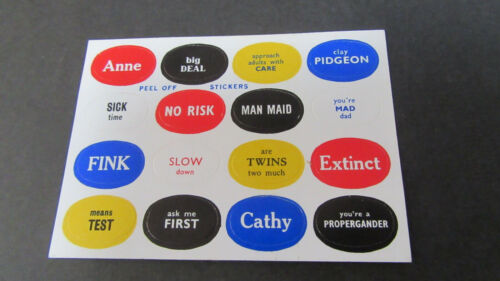 Anne
big
DEAL
approach
adults with
CARE
clay
PIDGEON
PEEL OFF STICKERS
SICK
time
NO RISK
MAN MAID
you're
MAD
dad
FINK
SLOW
down
are
TWINS
two much
Extinct
means
TEST
ask me
FIRST
Cathy
you're a
PROPERGANDER